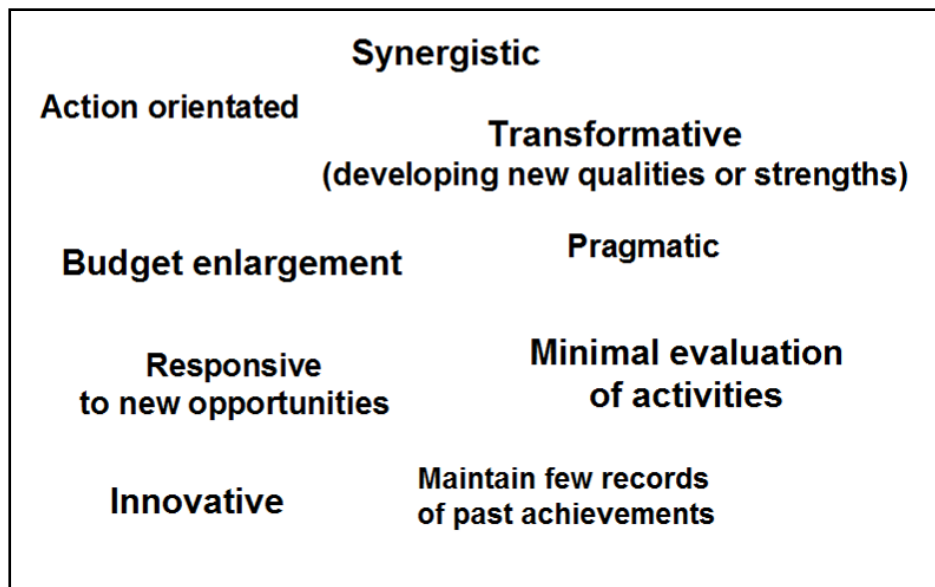 Synergistic
Action orientated
Transformative
(developing new qualities or strengths)
Budget enlargement
Pragmatic
Responsive
to new opportunities
Minimal evaluation
of activities
Innovative
Maintain few records
of past achievements